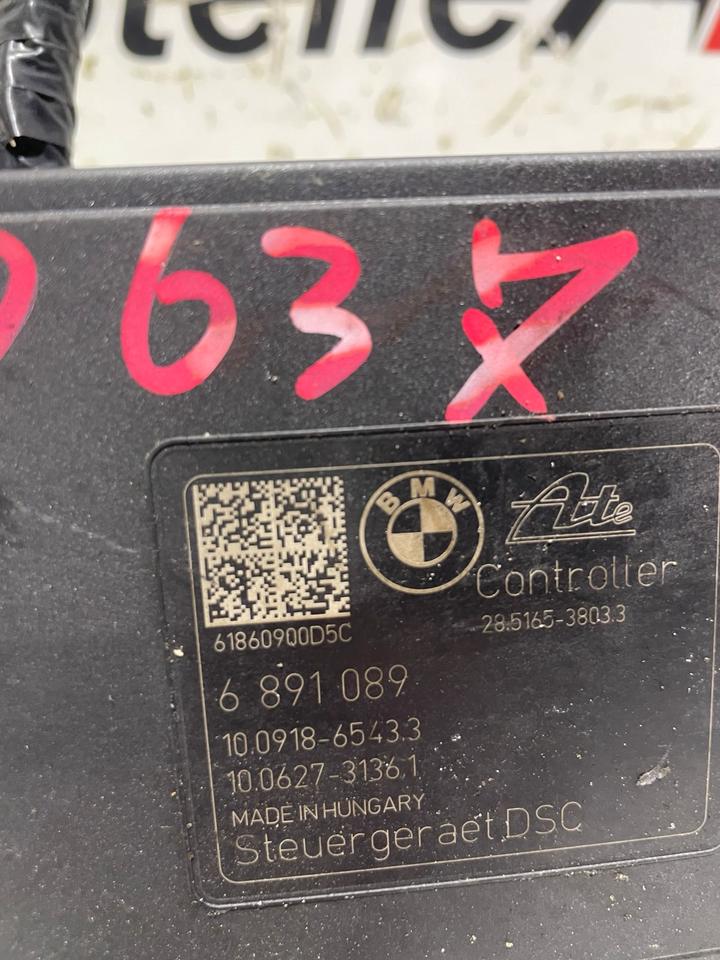 63
BMW
Ate
Controller
28.5165-3803.3
61860900D5C
6 891 089
10.0918-6543.3
10.0627-3136.1
MADE IN HUNGARY
Steuergeraet DSC